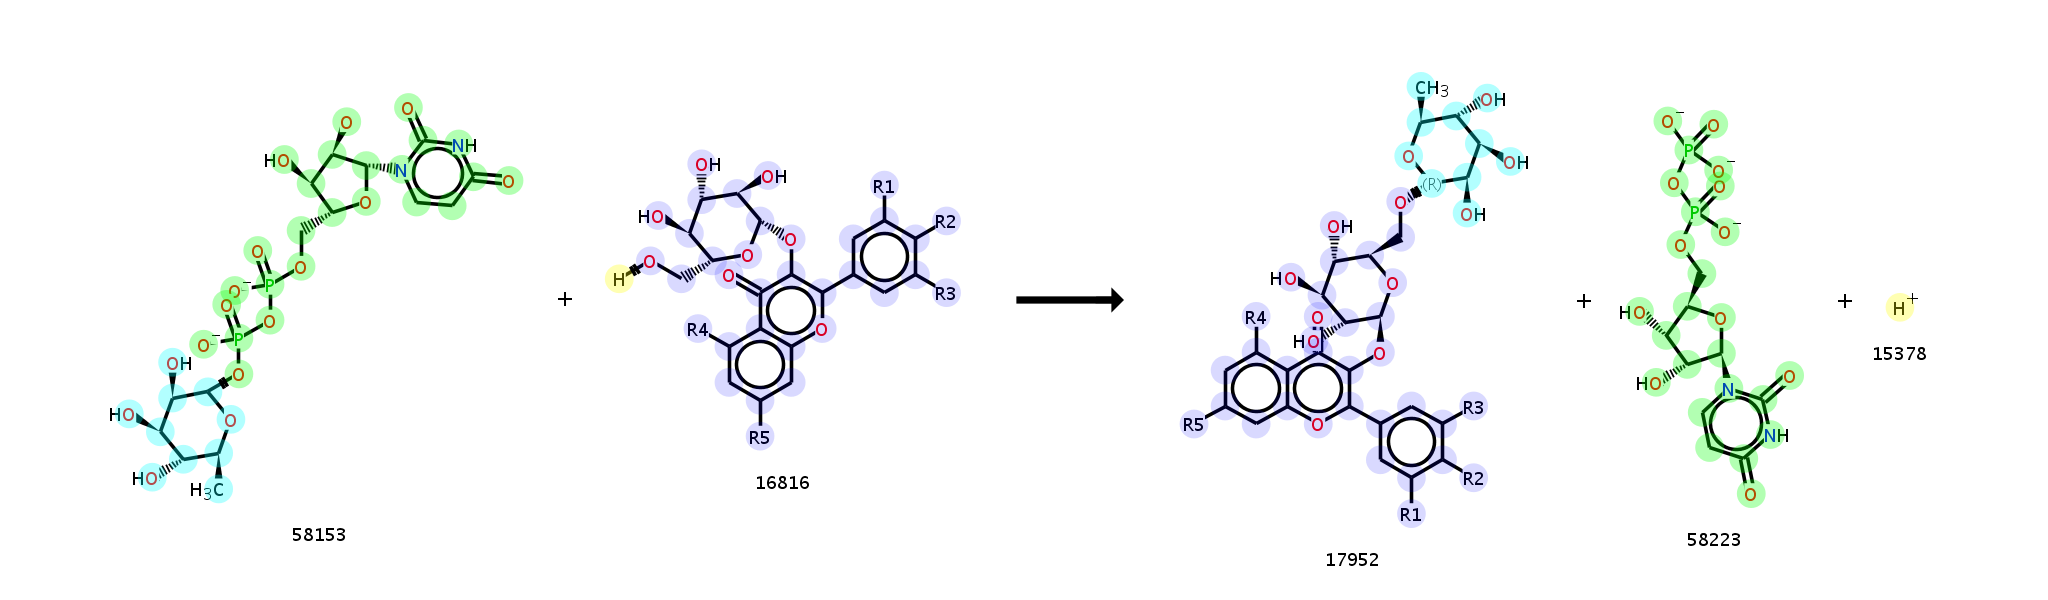 O
O
NH
HO
N
O
O
O
O
O⁻
P
O
O
O⁻
P
O
OH
HO
O
HO
H₃C
58153
+
OH
OH
HO
O
H
O
O
O
R1
R2
R3
R4
O
R5
16816
CH₃
OH
O
(R)
OH
O
OH
OH
HO
O
R4
O
HO
O
R5
O
R3
R2
R1
17952
+
O⁻
O
P
O⁻
O
O
P
O⁻
O
HO
O
HO
N
O
NH
O
58223
+
H⁺
15378